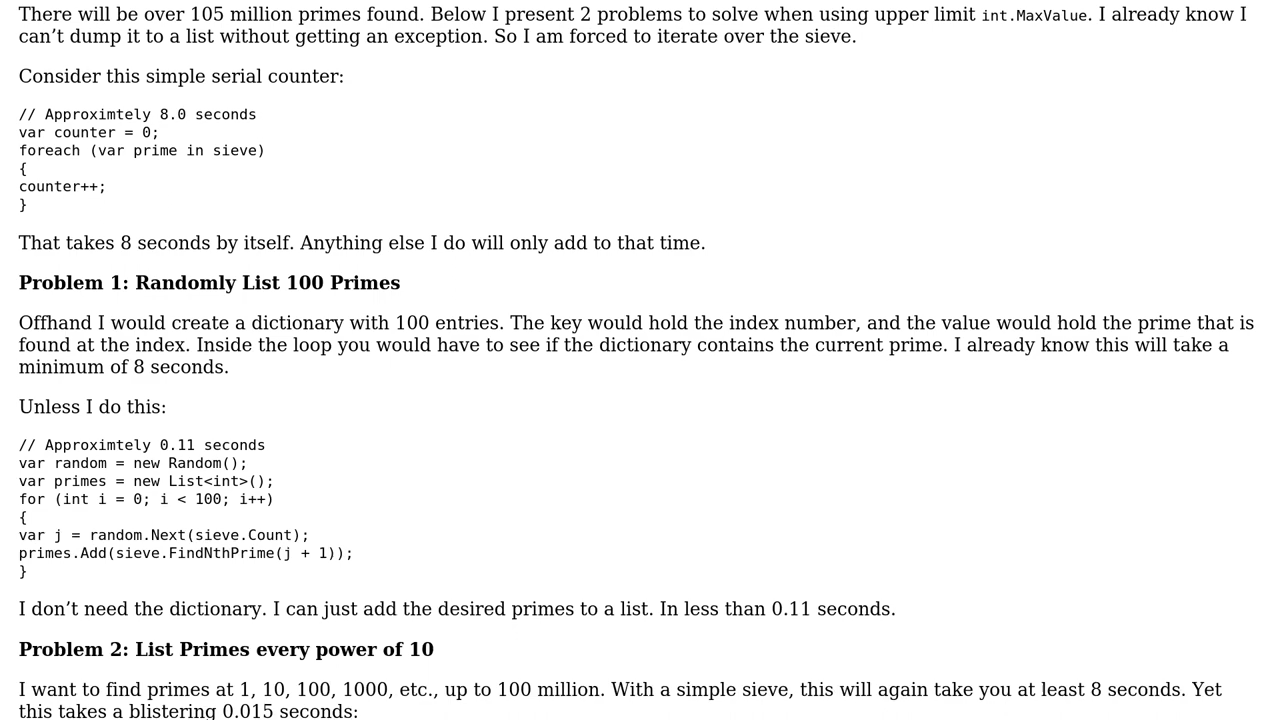 There will be over 105 million primes found. Below I present 2 problems to solve when using upper limit int.MaxValue. I already know I
can’t dump it to a list without getting an exception. So I am forced to iterate over the sieve.
Consider this simple serial counter:
// Approximtely 8.0 seconds
var counter = 0;
foreach (var prime in sieve)
{
counter++;
}
That takes 8 seconds by itself. Anything else I do will only add to that time.
Problem 1: Randomly List 100 Primes
Offhand I would create a dictionary with 100 entries. The key would hold the index number, and the value would hold the prime that is
found at the index. Inside the loop you would have to see if the dictionary contains the current prime. I already know this will take a
minimum of 8 seconds.
Unless I do this:
// Approximtely 0.11 seconds
var random = new Random();
var primes = new List<int>();
for (int i = 0; i < 100; i++)
{
var j = random.Next(sieve.Count);
primes.Add(sieve.FindNthPrime(j + 1));
}
I don’t need the dictionary. I can just add the desired primes to a list. In less than 0.11 seconds.
Problem 2: List Primes every power of 10
I want to find primes at 1, 10, 100, 1000, etc., up to 100 million. With a simple sieve, this will again take you at least 8 seconds. Yet
this takes a blistering 0.015 seconds: